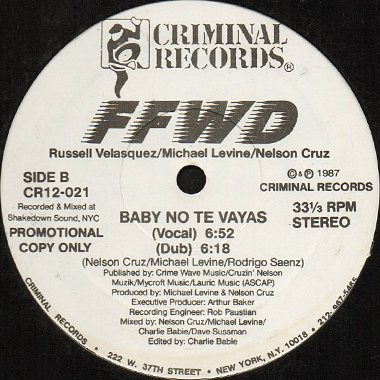 CRIMINAL
RECORDS®
FFWD
Russell Velasquez/Michael Levine/Nelson Cruz
SIDE B
CR12-021
Recorded & Mixed at
Shakedown Sound, NYC
PROMOTIONAL
COPY ONLY
©&℗ 1987
CRIMINAL RECORDS
33⅓ RPM
STEREO
BABY NO TE VAYAS
(Vocal) 6:52
(Dub) 6:18
(Nelson Cruz/Michael Levine/Rodrigo Saenz)
Published by: Crime Wave Music/Cruzin' Nelson
Muzik/Mycroft Music/Lauric Music (ASCAP)
Produced by: Michael Levine & Nelson Cruz
Executive Producer: Arthur Baker
Recording Engineer: Rob Paustian
Mixed by: Nelson Cruz/Michael Levine/
Charlie Babie/Dave Sussman
Edited by: Charlie Babie
CRIMINAL RECORDS • 222 W. 37TH STREET • NEW YORK, N.Y. 10018 • 212-967-5465